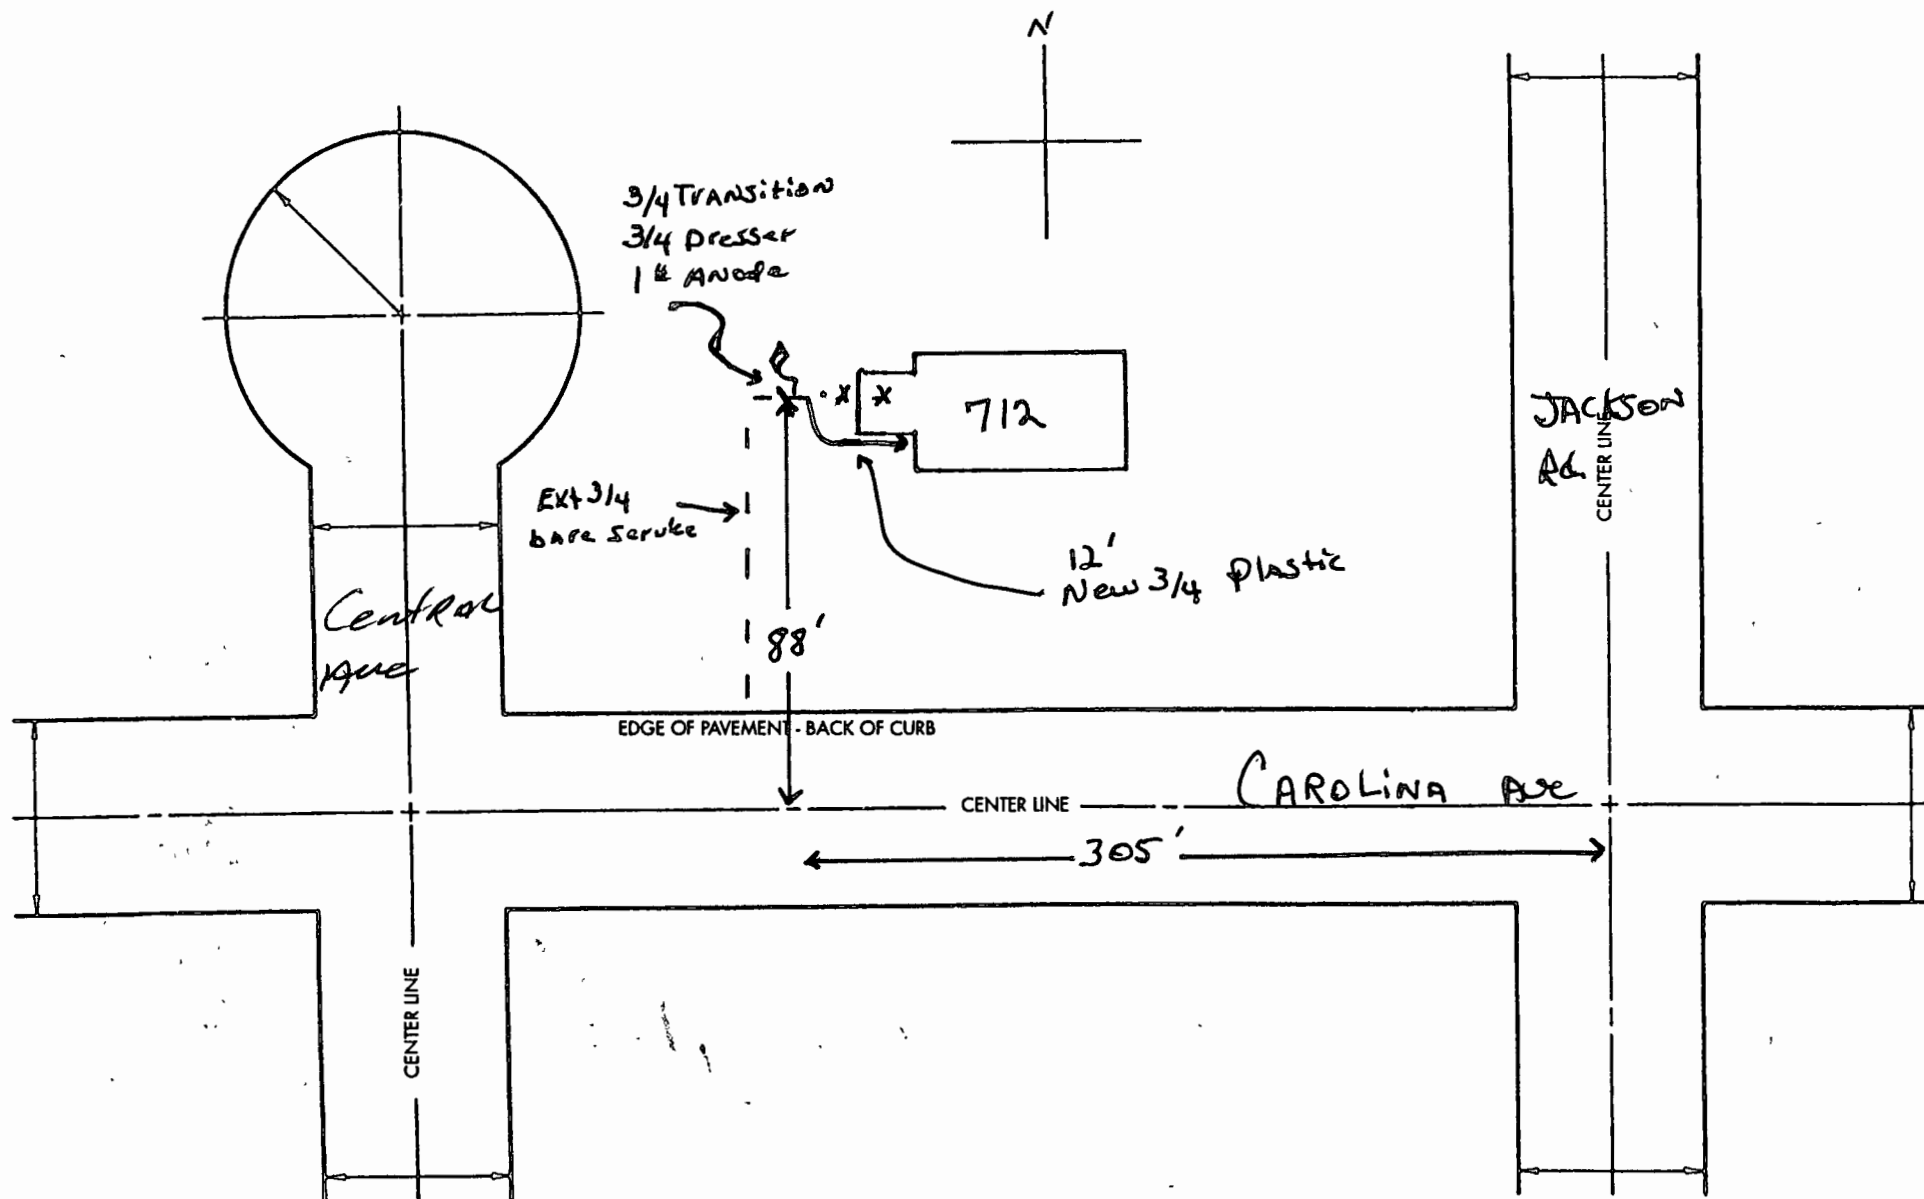 N
3/4 Transition
3/4 Dresser
1# Anode
712
JACKSON
Rd.
CENTER LINE
Ext 3/4
bare service
12'
New 3/4 Plastic
Central
Ave
88'
EDGE OF PAVEMENT - BACK OF CURB
CENTER LINE
CAROLINA Ave
305'
CENTER LINE